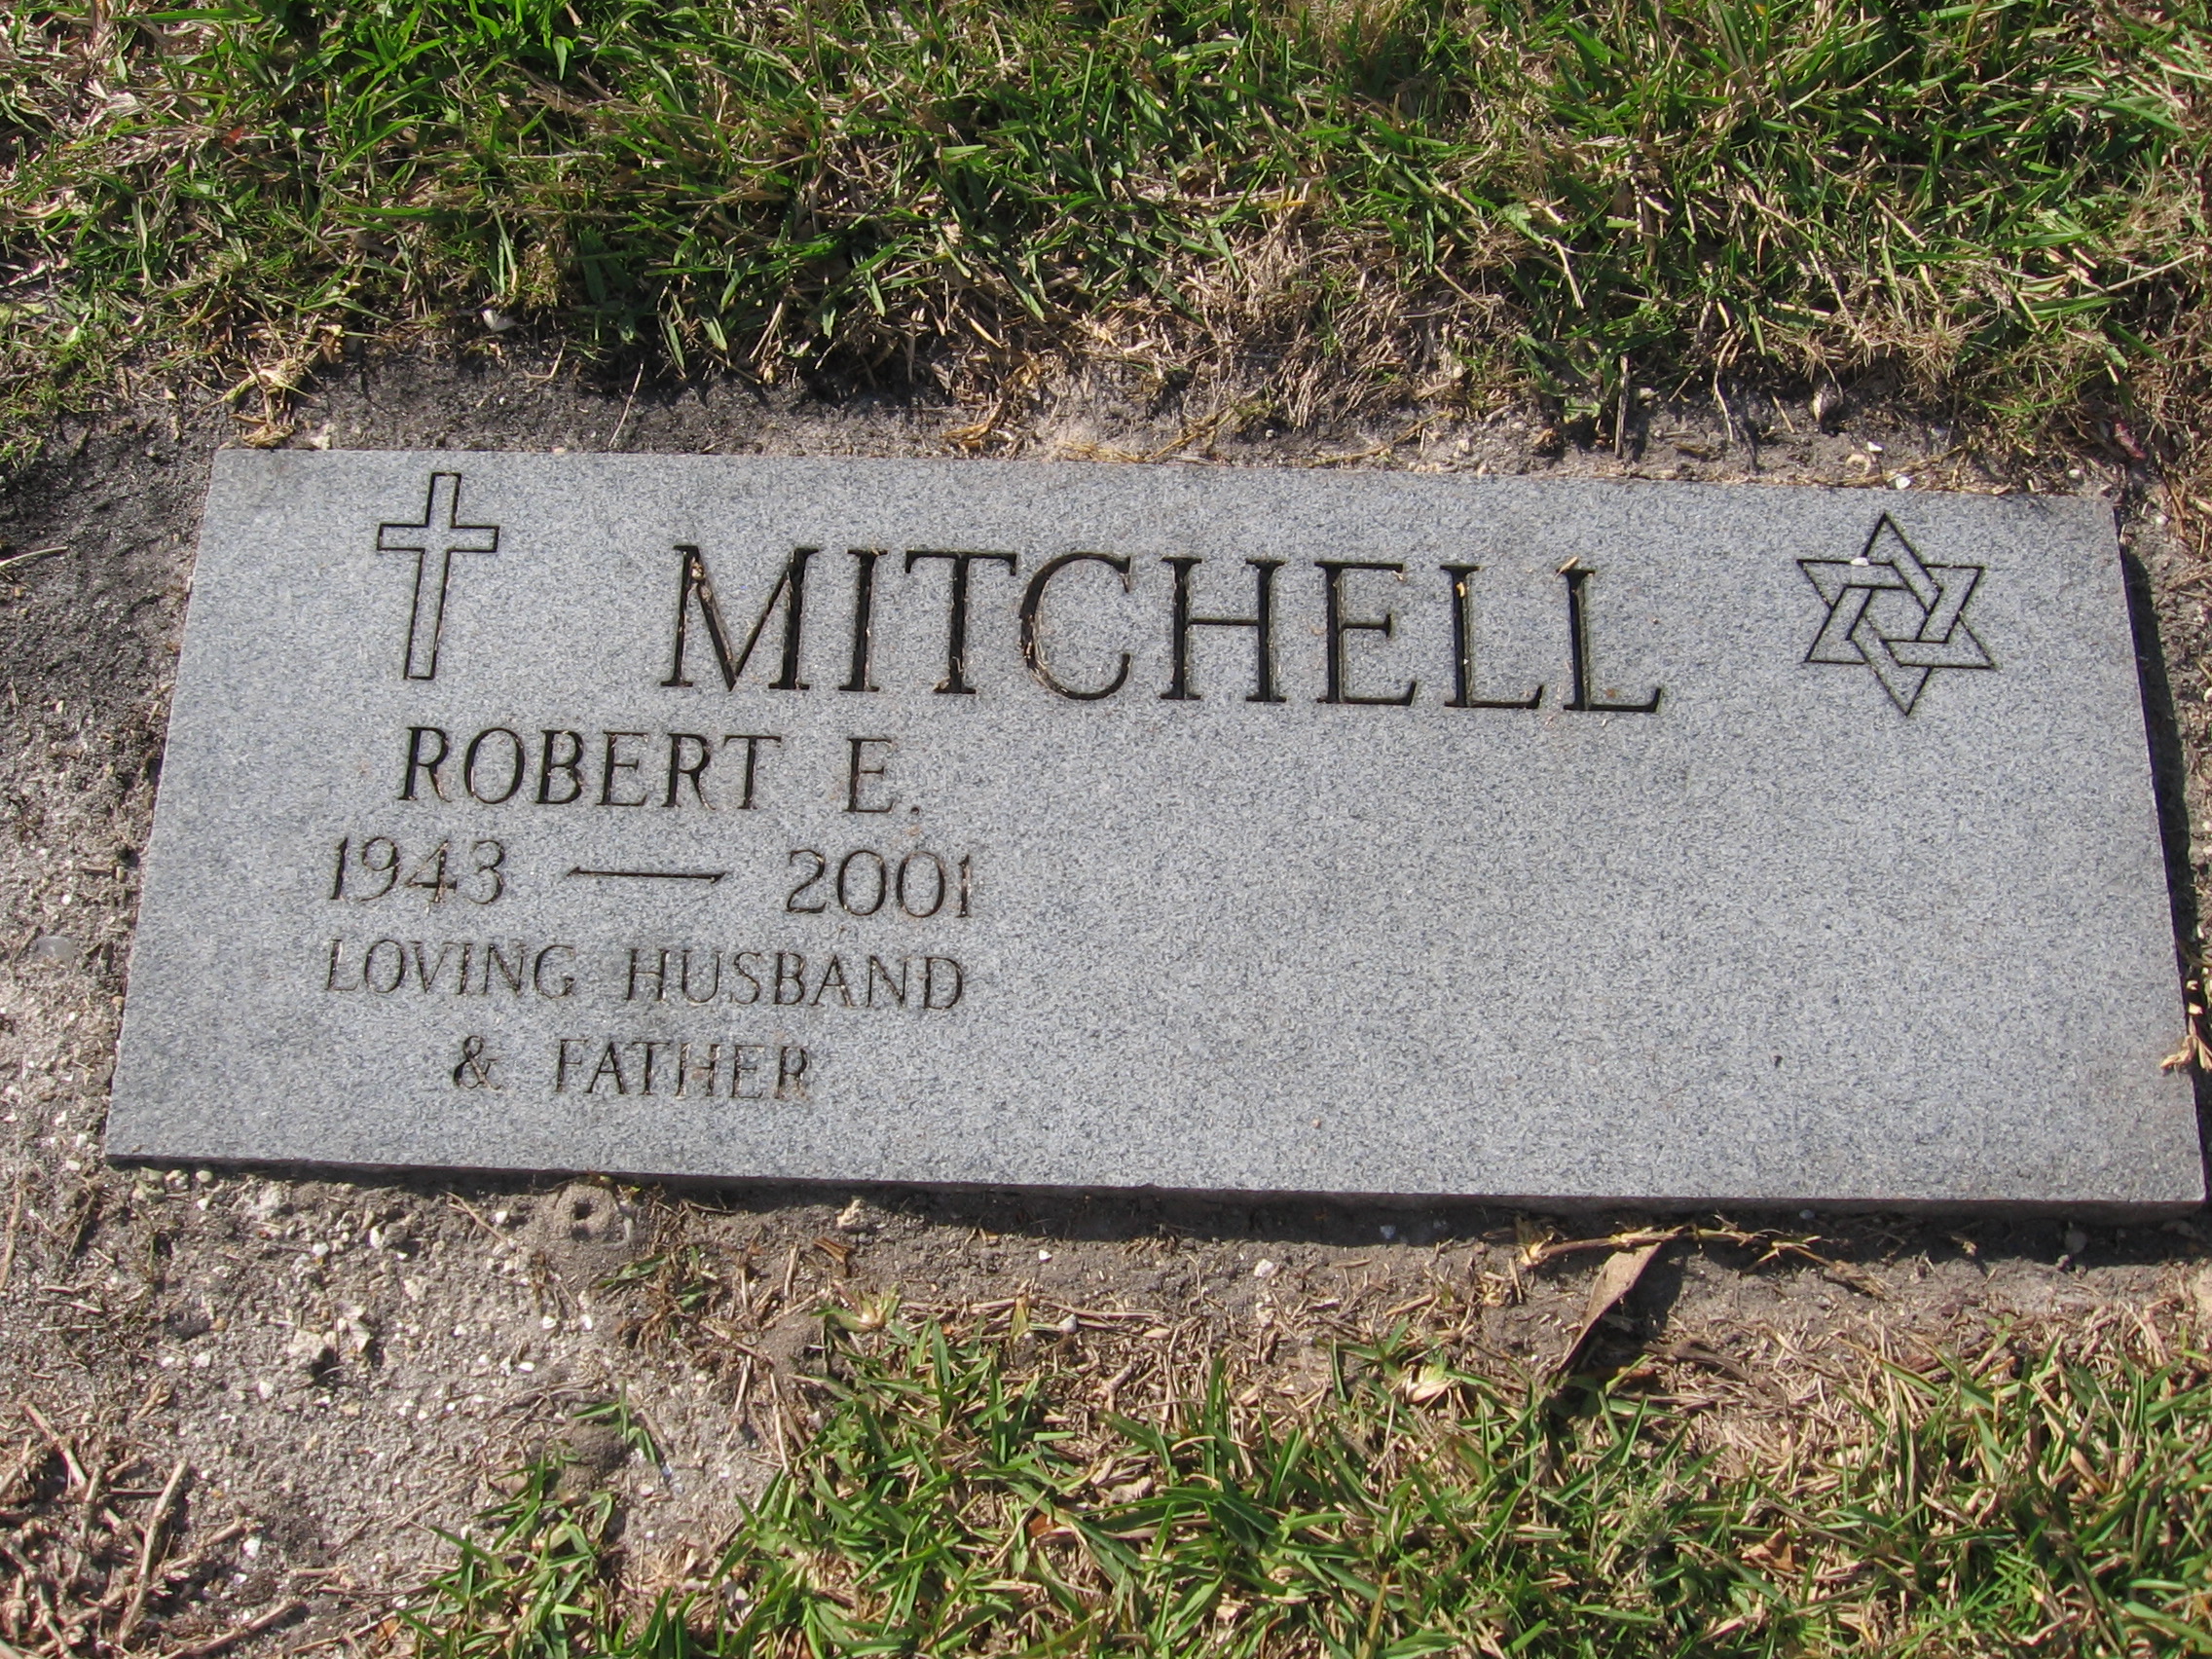 MITCHELL
ROBERT E.
1943 — 2001
LOVING HUSBAND
& FATHER